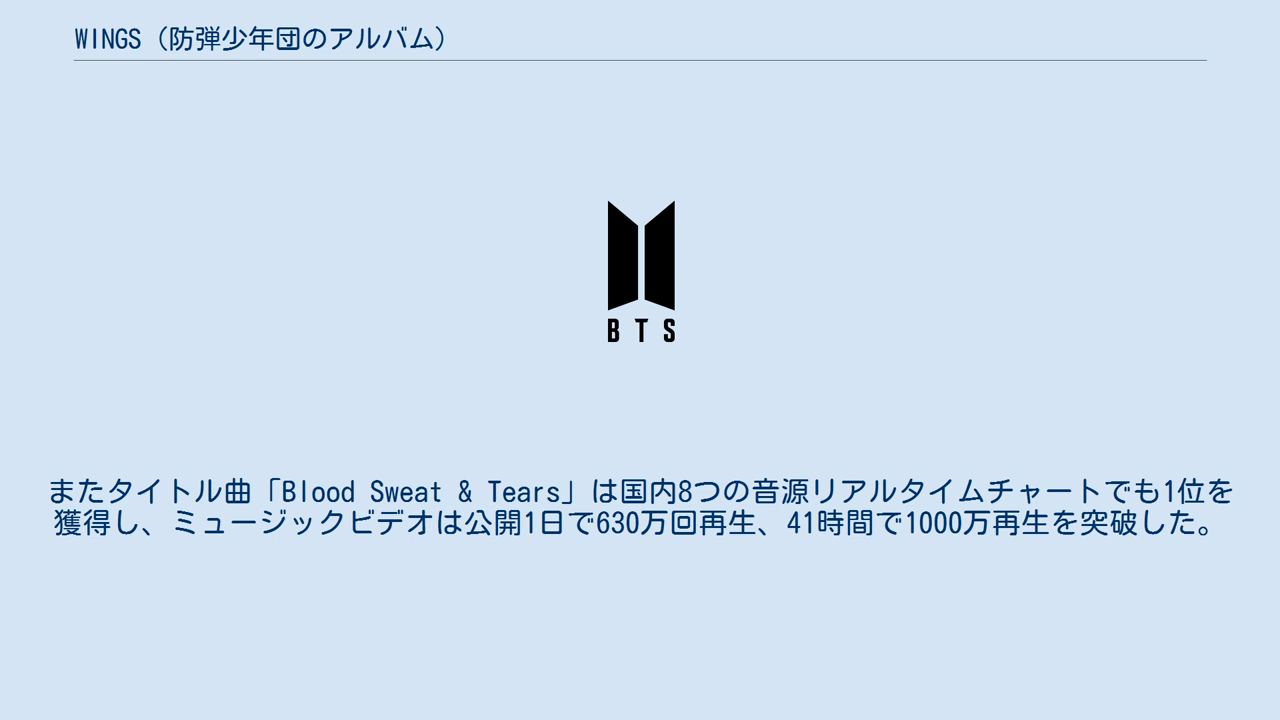 WINGS（防弾少年団のアルバム）
BTS
またタイトル曲「Blood Sweat & Tears」は国内8つの音源リアルタイムチャートでも1位を
獲得し、ミュージックビデオは公開1日で630万回再生、41時間で1000万再生を突破した。